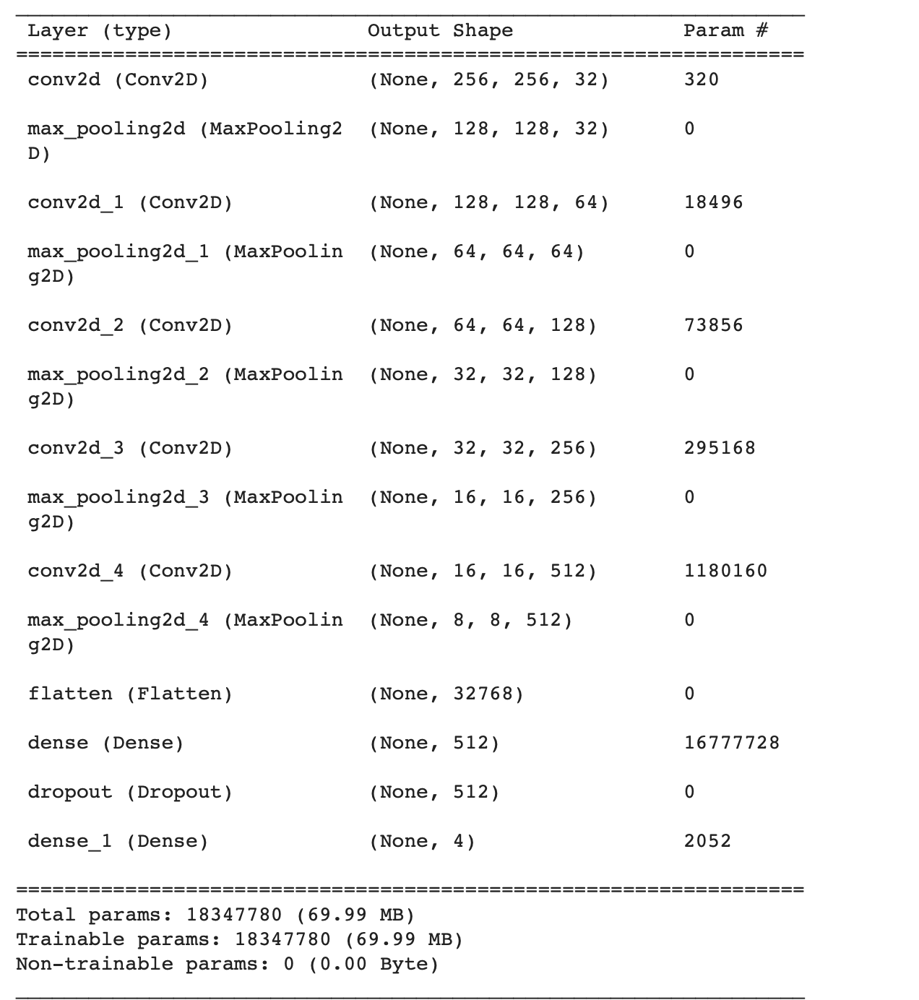 Layer (type) Output Shape Param #
=================================================================
conv2d (Conv2D) (None, 256, 256, 32) 320
max_pooling2d (MaxPooling2 (None, 128, 128, 32) 0
D)
conv2d_1 (Conv2D) (None, 128, 128, 64) 18496
max_pooling2d_1 (MaxPoolin (None, 64, 64, 64) 0
g2D)
conv2d_2 (Conv2D) (None, 64, 64, 128) 73856
max_pooling2d_2 (MaxPoolin (None, 32, 32, 128) 0
g2D)
conv2d_3 (Conv2D) (None, 32, 32, 256) 295168
max_pooling2d_3 (MaxPoolin (None, 16, 16, 256) 0
g2D)
conv2d_4 (Conv2D) (None, 16, 16, 512) 1180160
max_pooling2d_4 (MaxPoolin (None, 8, 8, 512) 0
g2D)
flatten (Flatten) (None, 32768) 0
dense (Dense) (None, 512) 16777728
dropout (Dropout) (None, 512) 0
dense_1 (Dense) (None, 4) 2052
=================================================================
Total params: 18347780 (69.99 MB)
Trainable params: 18347780 (69.99 MB)
Non-trainable params: 0 (0.00 Byte)